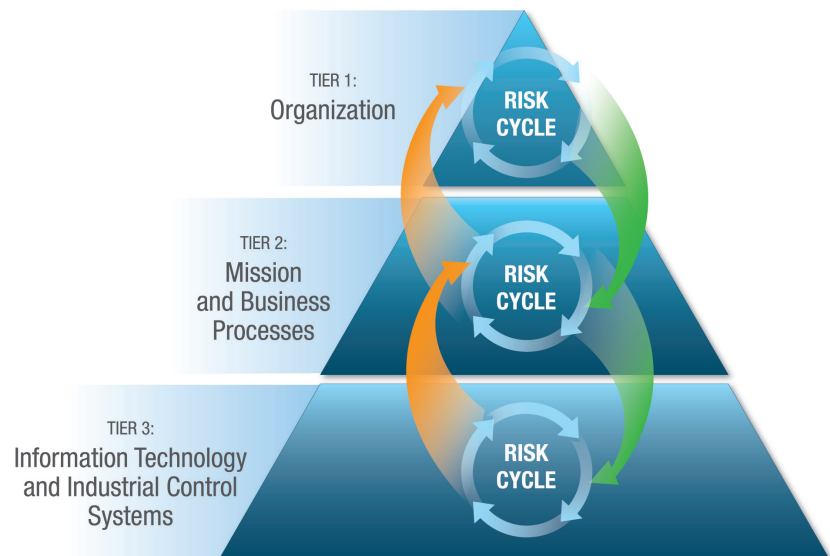 TIER 1:
Organization
RISK
CYCLE
TIER 2:
Mission
and Business
Processes
RISK
CYCLE
TIER 3:
Information Technology
and Industrial Control
Systems
RISK
CYCLE